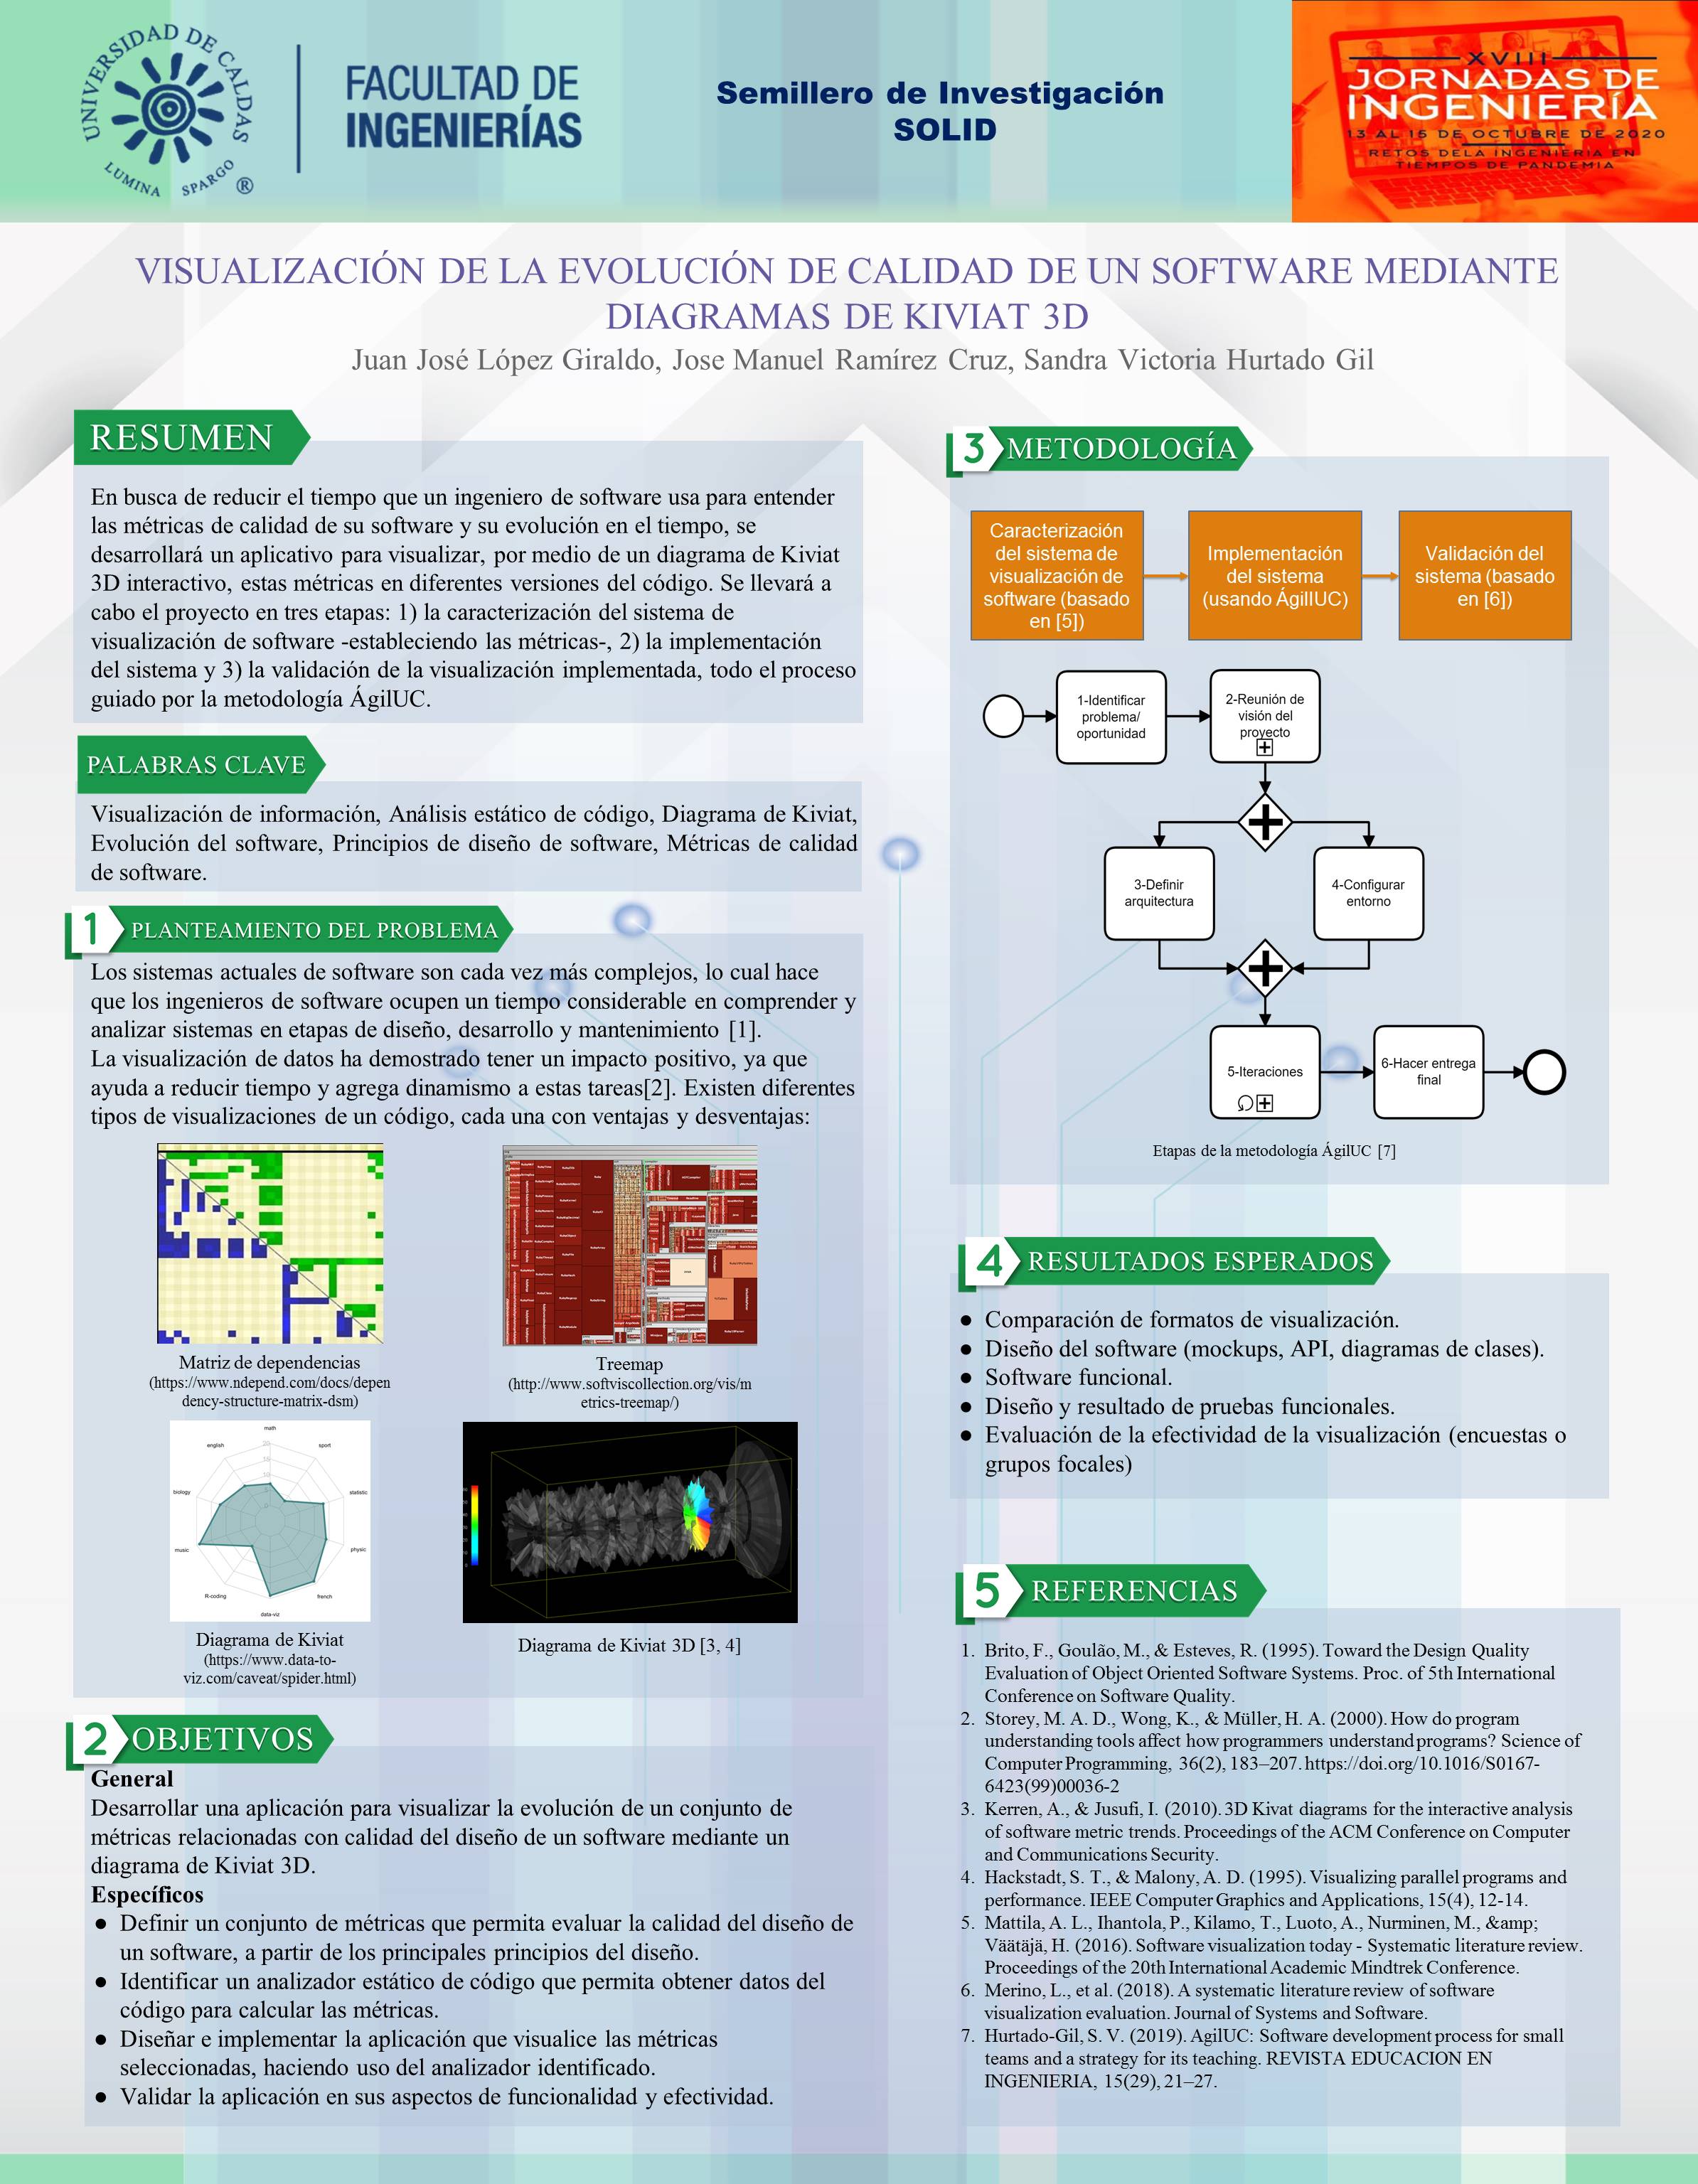 UNIVERSIDAD DE CALDAS
LUMINA SPARGO
®
FACULTAD DE
INGENIERÍAS
Semillero de Investigación
SOLID
XVIII
JORNADAS DE
INGENIERÍA
13 AL 15 DE OCTUBRE DE 2020
RETOS DELA INGENIERIA EN
TIEMPOS DE PANDEMIA
VISUALIZACIÓN DE LA EVOLUCIÓN DE CALIDAD DE UN SOFTWARE MEDIANTE
DIAGRAMAS DE KIVIAT 3D
Juan José López Giraldo, Jose Manuel Ramírez Cruz, Sandra Victoria Hurtado Gil
RESUMEN
En busca de reducir el tiempo que un ingeniero de software usa para entender
las métricas de calidad de su software y su evolución en el tiempo, se
desarrollará un aplicativo para visualizar, por medio de un diagrama de Kiviat
3D interactivo, estas métricas en diferentes versiones del código. Se llevará a
cabo el proyecto en tres etapas: 1) la caracterización del sistema de
visualización de software -estableciendo las métricas-, 2) la implementación
del sistema y 3) la validación de la visualización implementada, todo el proceso
guiado por la metodología ÁgilUC.
PALABRAS CLAVE
Visualización de información, Análisis estático de código, Diagrama de Kiviat,
Evolución del software, Principios de diseño de software, Métricas de calidad
de software.
1 PLANTEAMIENTO DEL PROBLEMA
Los sistemas actuales de software son cada vez más complejos, lo cual hace
que los ingenieros de software ocupen un tiempo considerable en comprender y
analizar sistemas en etapas de diseño, desarrollo y mantenimiento [1].
La visualización de datos ha demostrado tener un impacto positivo, ya que
ayuda a reducir tiempo y agrega dinamismo a estas tareas[2]. Existen diferentes
tipos de visualizaciones de un código, cada una con ventajas y desventajas:
Matriz de dependencias
(https://www.ndepend.com/docs/depen
dency-structure-matrix-dsm)
Treemap
(http://www.softviscollection.org/vis/m
etrics-treemap/)
math
english
sport
20
15
10
biology
statistic
music
physic
R-coding
french
data-viz
Diagrama de Kiviat
(https://www.data-to-
viz.com/caveat/spider.html)
Diagrama de Kiviat 3D [3, 4]
2 OBJETIVOS
General
Desarrollar una aplicación para visualizar la evolución de un conjunto de
métricas relacionadas con calidad del diseño de un software mediante un
diagrama de Kiviat 3D.
Específicos
● Definir un conjunto de métricas que permita evaluar la calidad del diseño de
un software, a partir de los principales principios del diseño.
● Identificar un analizador estático de código que permita obtener datos del
código para calcular las métricas.
● Diseñar e implementar la aplicación que visualice las métricas
seleccionadas, haciendo uso del analizador identificado.
● Validar la aplicación en sus aspectos de funcionalidad y efectividad.
3 METODOLOGÍA
Caracterización
del sistema de
visualización de
software (basado
en [5])
Implementación
del sistema
(usando ÁgilIUC)
Validación del
sistema (basado
en [6])
1-Identificar
problema/
oportunidad
2-Reunión de
visión del
proyecto
3-Definir
arquitectura
4-Configurar
entorno
5-Iteraciones
6-Hacer entrega
final
Etapas de la metodología ÁgilUC [7]
4 RESULTADOS ESPERADOS
● Comparación de formatos de visualización.
● Diseño del software (mockups, API, diagramas de clases).
● Software funcional.
● Diseño y resultado de pruebas funcionales.
● Evaluación de la efectividad de la visualización (encuestas o
grupos focales)
5 REFERENCIAS
1. Brito, F., Goulão, M., & Esteves, R. (1995). Toward the Design Quality
Evaluation of Object Oriented Software Systems. Proc. of 5th International
Conference on Software Quality.
2. Storey, M. A. D., Wong, K., & Müller, H. A. (2000). How do program
understanding tools affect how programmers understand programs? Science of
Computer Programming, 36(2), 183–207. https://doi.org/10.1016/S0167-
6423(99)00036-2
3. Kerren, A., & Jusufi, I. (2010). 3D Kivat diagrams for the interactive analysis
of software metric trends. Proceedings of the ACM Conference on Computer
and Communications Security.
4. Hackstadt, S. T., & Malony, A. D. (1995). Visualizing parallel programs and
performance. IEEE Computer Graphics and Applications, 15(4), 12-14.
5. Mattila, A. L., Ihantola, P., Kilamo, T., Luoto, A., Nurminen, M., &amp;
Väätäjä, H. (2016). Software visualization today - Systematic literature review.
Proceedings of the 20th International Academic Mindtrek Conference.
6. Merino, L., et al. (2018). A systematic literature review of software
visualization evaluation. Journal of Systems and Software.
7. Hurtado-Gil, S. V. (2019). AgilUC: Software development process for small
teams and a strategy for its teaching. REVISTA EDUCACION EN
INGENIERIA, 15(29), 21–27.